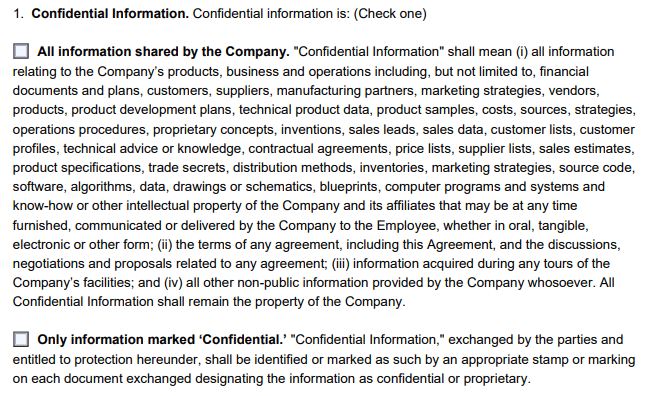 1. Confidential Information. Confidential information is: (Check one)
All information shared by the Company. "Confidential Information" shall mean (i) all information
relating to the Company's products, business and operations including, but not limited to, financial
documents and plans, customers, suppliers, manufacturing partners, marketing strategies, vendors,
products, product development plans, technical product data, product samples, costs, sources, strategies,
operations procedures, proprietary concepts, inventions, sales leads, sales data, customer lists, customer
profiles, technical advice or knowledge, contractual agreements, price lists, supplier lists, sales estimates,
product specifications, trade secrets, distribution methods, inventories, marketing strategies, source code,
software, algorithms, data, drawings or schematics, blueprints, computer programs and systems and
know-how or other intellectual property of the Company and its affiliates that may be at any time
furnished, communicated or delivered by the Company to the Employee, whether in oral, tangible,
electronic or other form; (ii) the terms of any agreement, including this Agreement, and the discussions,
negotiations and proposals related to any agreement; (iii) information acquired during any tours of the
Company's facilities; and (iv) all other non-public information provided by the Company whosoever. All
Confidential Information shall remain the property of the Company.
Only information marked ‘Confidential.’ "Confidential Information," exchanged by the parties and
entitled to protection hereunder, shall be identified or marked as such by an appropriate stamp or marking
on each document exchanged designating the information as confidential or proprietary.